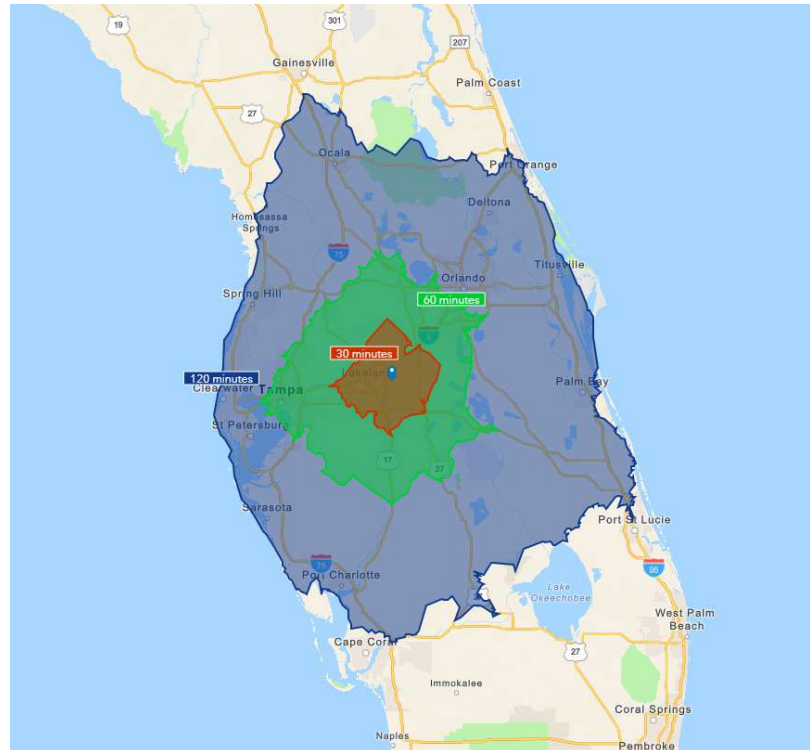 19
301
207
Gainesville
Palm Coast
27
Ocala
Port Orange
Homosassa
Springs
Deltona
75
Titusville
Orlando
Spring Hill
60 minutes
4
30 minutes
Lakeland
120 minutes
Clearwater
Tampa
Palm Bay
St Petersburg
17
27
Sarasota
Port St Lucie
75
Port Charlotte
95
Lake
Okeechobee
West Palm
Beach
Cape Coral
27
Immokalee
Coral Springs
Naples
Pembroke